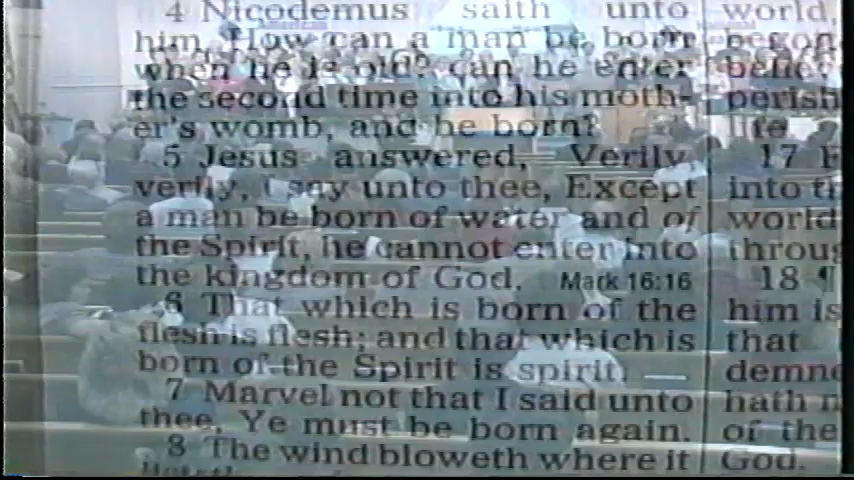 4 Nicodemus saith unto
him, How can a man be born
when he is old? can he enter
the second time into his moth-
er's womb, and be born?
5 Jesus answered, Verily
verily, I say unto thee, Except
a man be born of water and of
the Spirit, he cannot enter into
the kingdom of God. Mark 16:16
6 That which is born of the
flesh is flesh; and that which is
born of the Spirit is spirit.
7 Marvel not that I said unto
thee, Ye must be born again.
8 The wind bloweth where it
world,
perish
life
17
into
world
throug
18 ¶
him is
that
demne
hath
of the
God.